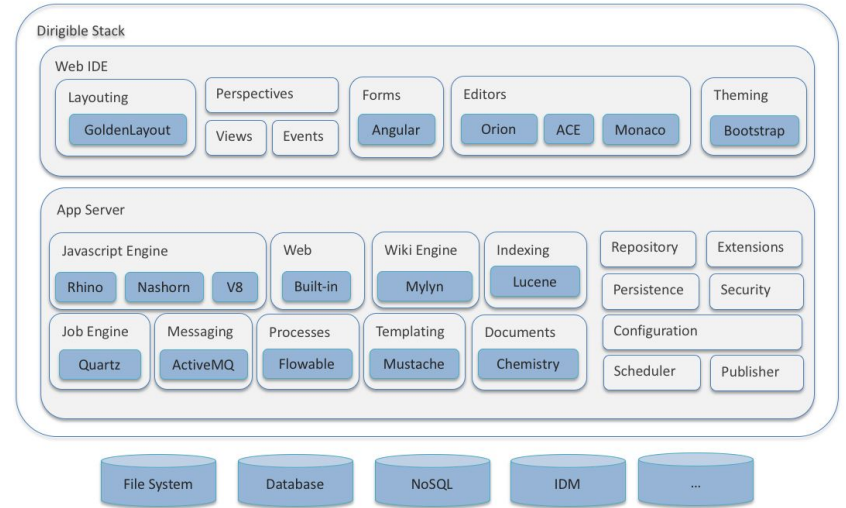 Dirigible Stack
Web IDE
Layouting
GoldenLayout
Perspectives
Views
Events
Forms
Angular
Editors
Orion
ACE
Monaco
Theming
Bootstrap
App Server
Javascript Engine
Rhino
Nashorn
V8
Web
Built-in
Wiki Engine
Mylyn
Indexing
Lucene
Repository
Extensions
Persistence
Security
Job Engine
Quartz
Messaging
ActiveMQ
Processes
Flowable
Templating
Mustache
Documents
Chemistry
Configuration
Scheduler
Publisher
File System
Database
NoSQL
IDM
...